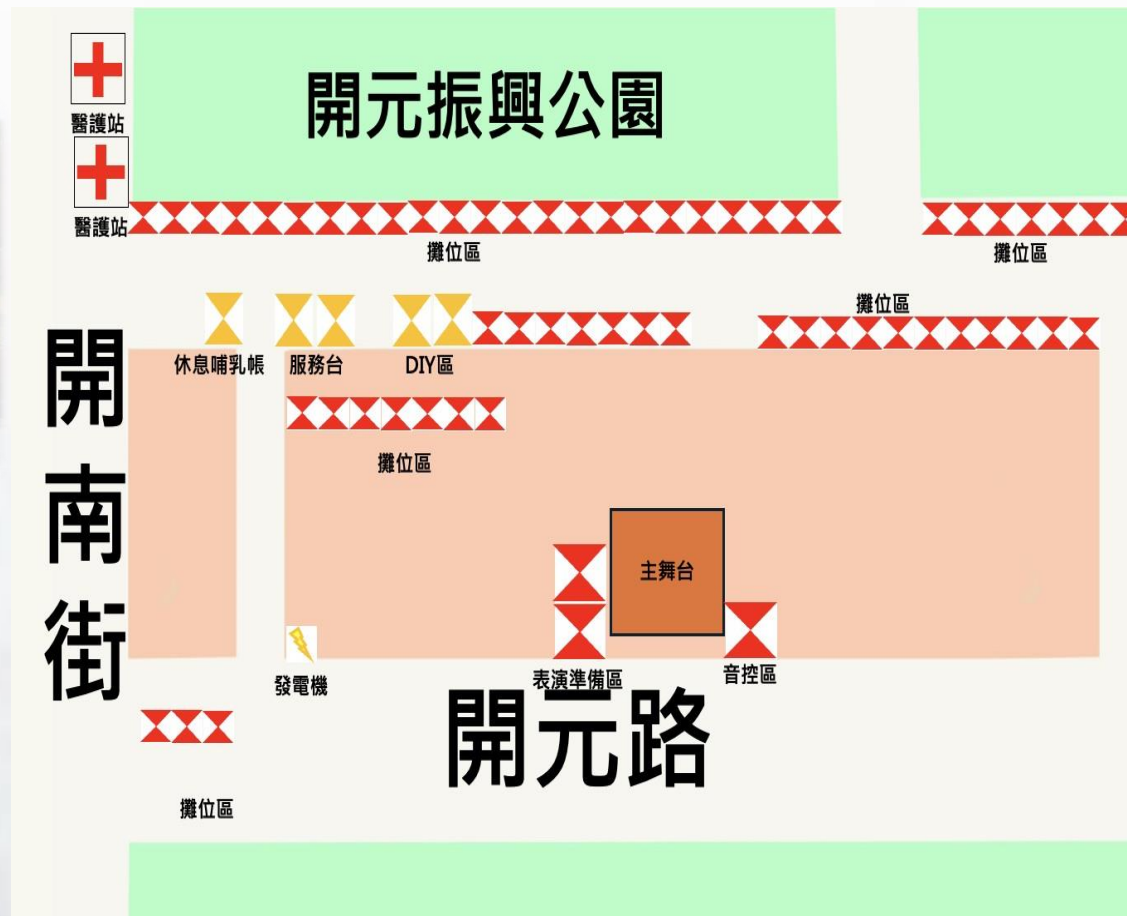 醫護站
開元振興公園
醫護站
攤位區
攤位區
攤位區
休息哺乳帳
服務台
DIY區
攤位區
開南街
主舞台
表演準備區
音控區
發電機
開元路
攤位區